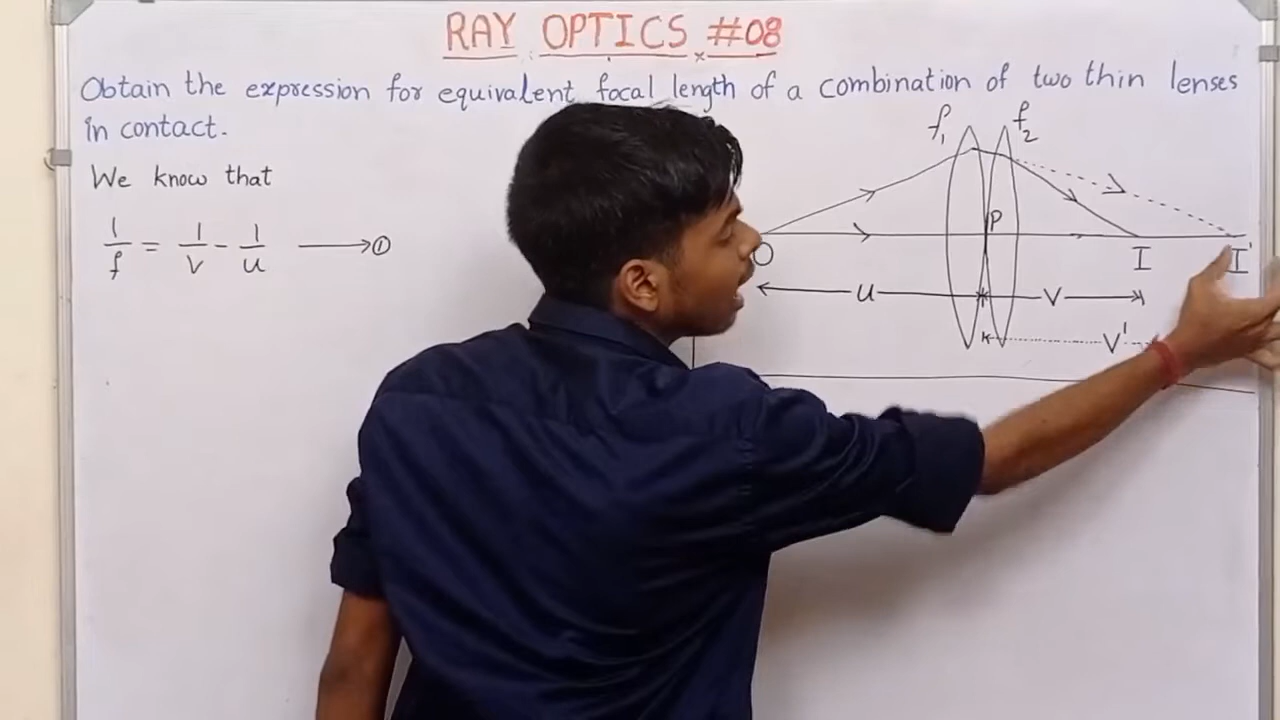 RAY OPTICS #08
Obtain the expression for equivalent focal length of a combination of two thin lenses
in contact.
We know that
1/f = 1/v - 1/u ⟶ ①
f₁ f₂
P
O I I'
u v
v'